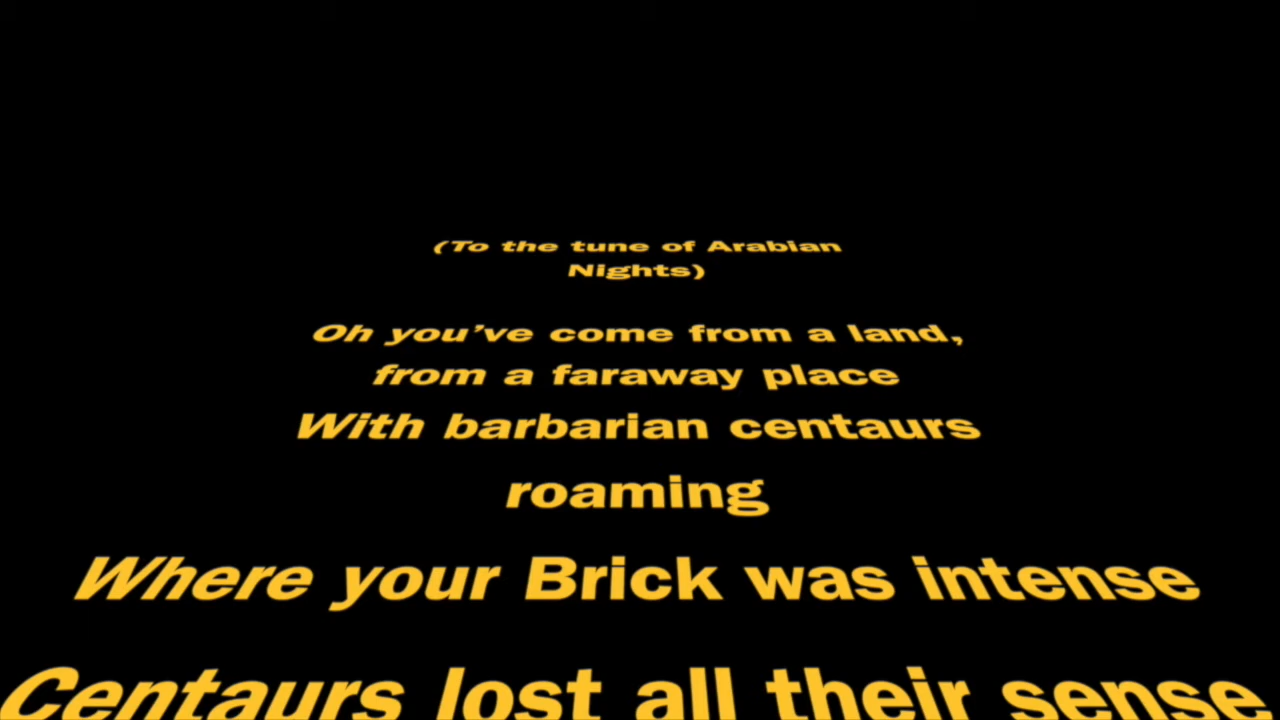 (To the tune of Arabian
Nights)
Oh you’ve come from a land,
from a faraway place
With barbarian centaurs
roaming
Where your Brick was intense
Centaurs lost all their sense